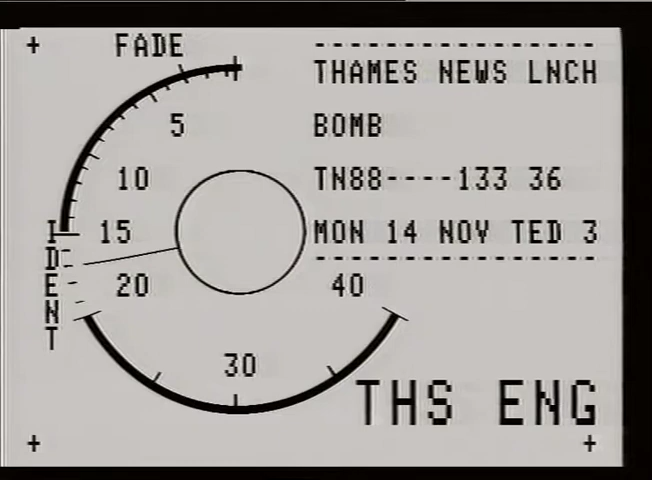 FADE
THAMES NEWS LNCH
5
BOMB
10
TN88----133 36
IDENT
15
MON 14 NOV TED 3
20
40
30
THS ENG